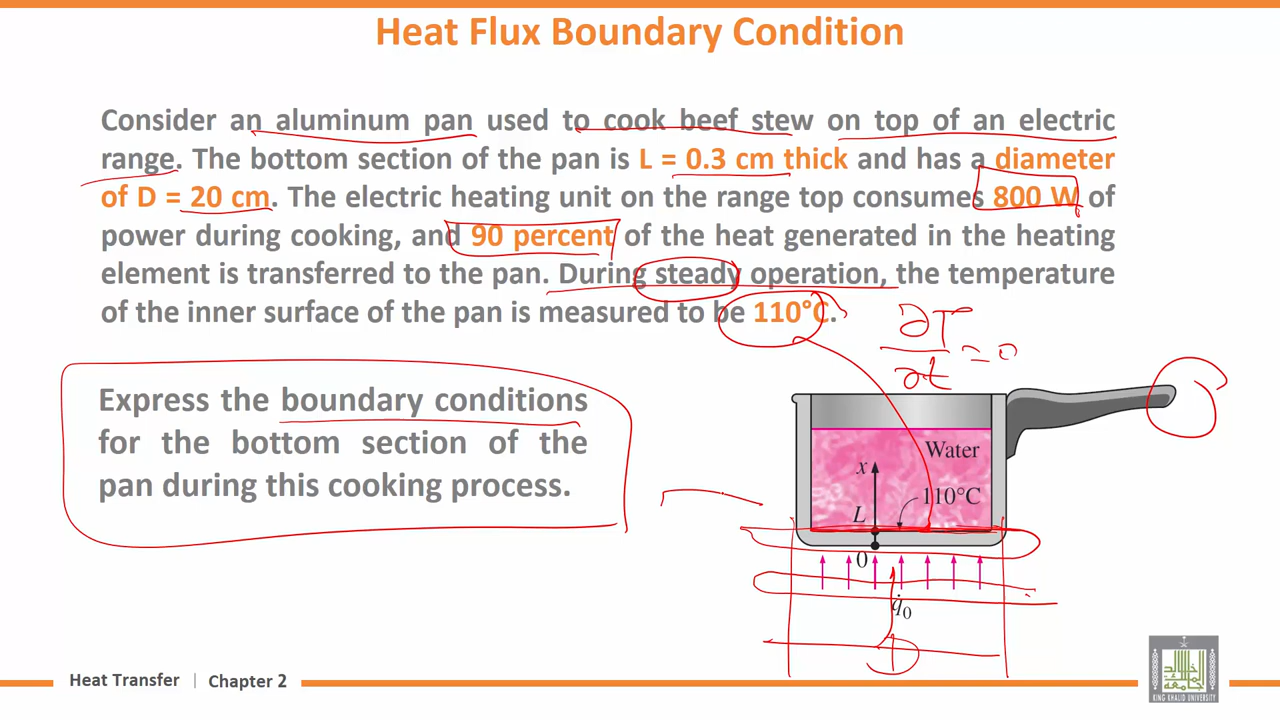 Heat Flux Boundary Condition
Consider an aluminum pan used to cook beef stew on top of an electric
range. The bottom section of the pan is L = 0.3 cm thick and has a diameter
of D = 20 cm. The electric heating unit on the range top consumes 800 W of
power during cooking, and 90 percent of the heat generated in the heating
element is transferred to the pan. During steady operation, the temperature
of the inner surface of the pan is measured to be 110°C.
∂T/∂t = 0
Express the boundary conditions
for the bottom section of the
pan during this cooking process.
Water
x
110°C
L
0
q̇₀
Heat Transfer | Chapter 2
KING KHALID UNIVERSITY